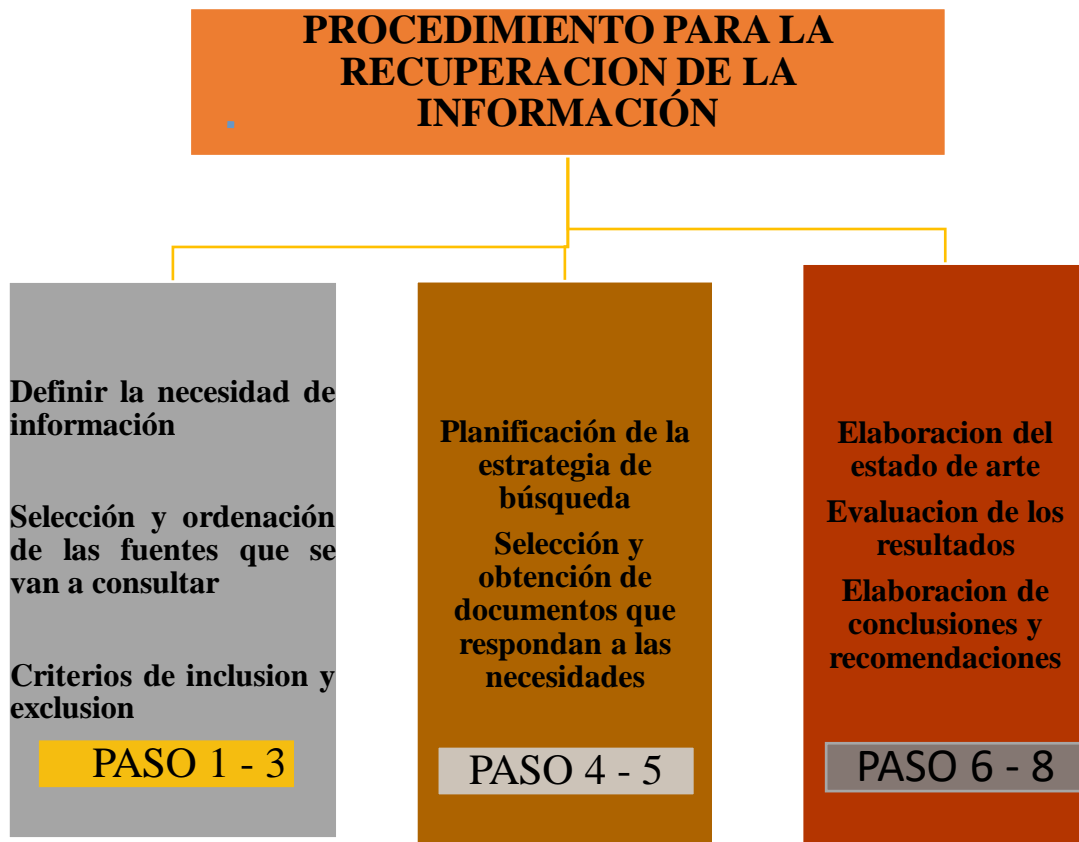 PROCEDIMIENTO PARA LA
RECUPERACION DE LA
INFORMACIÓN
Definir la necesidad de
información
Selección y ordenación
de las fuentes que se
van a consultar
Criterios de inclusion y
exclusion
PASO 1 - 3
Planificación de la
estrategia de
búsqueda
Selección y
obtención de
documentos que
respondan a las
necesidades
PASO 4 - 5
Elaboracion del
estado de arte
Evaluacion de los
resultados
Elaboracion de
conclusiones y
recomendaciones
PASO 6 - 8